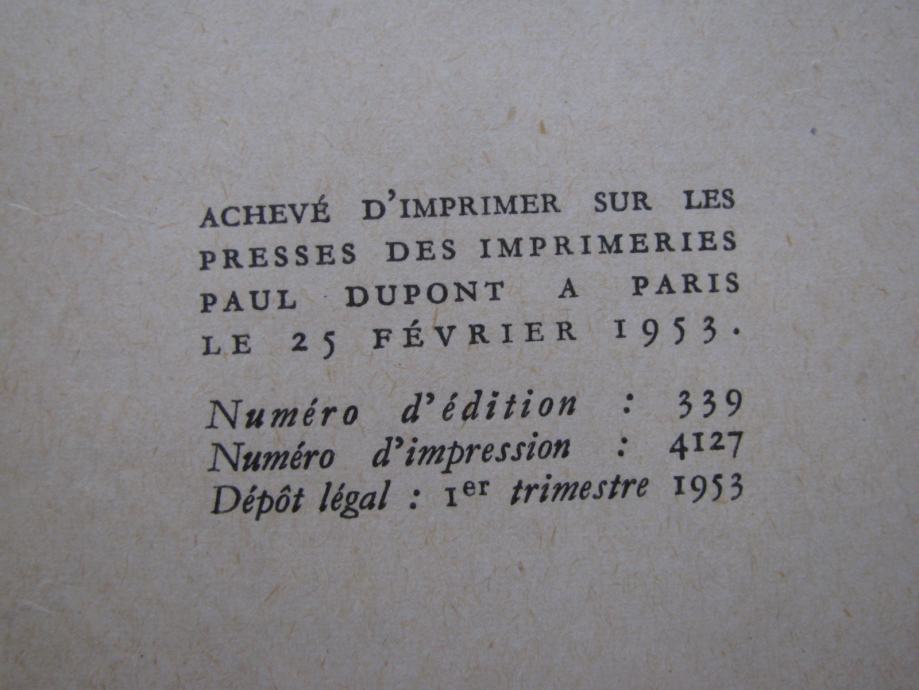 ACHEVÉ D'IMPRIMER SUR LES
PRESSES DES IMPRIMERIES
PAUL DUPONT A PARIS
LE 25 FÉVRIER 1953.
Numéro d'édition : 339
Numéro d'impression : 4127
Dépôt légal : 1er trimestre 1953